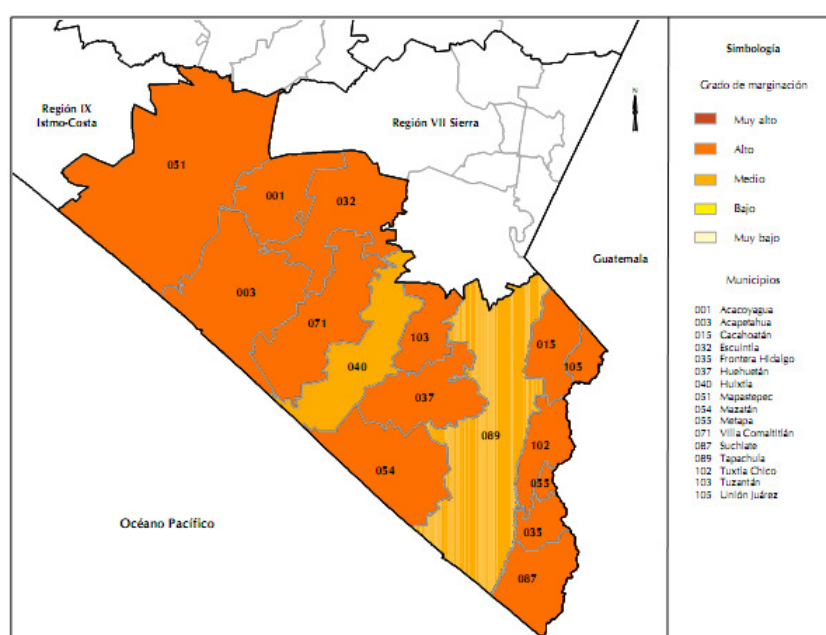 Simbología
Grado de marginación
Muy alto
Alto
Medio
Bajo
Muy bajo
Municipios
001 Acacoyagua
003 Acapetahua
015 Cacahoatán
032 Escuintla
035 Frontera Hidalgo
037 Huehuetán
040 Huixtla
051 Mapastepec
054 Mazatán
055 Metapa
071 Villa Comaltitlán
087 Suchiate
089 Tapachula
102 Tuxtla Chico
103 Tuzantán
105 Unión Juárez
Región IX
Istmo-Costa
Región VII Sierra
N
Guatemala
Océano Pacífico
051
001
032
003
071
040
103
037
054
089
015
105
102
055
035
087